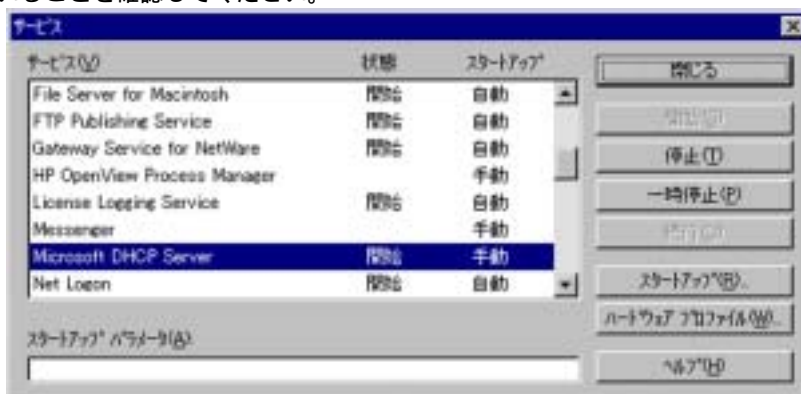 ことを確認してください。
サービス
サービス(V) 状態 スタートアップ
File Server for Macintosh 開始 自動
FTP Publishing Service 開始 自動
Gateway Service for NetWare 開始 自動
HP OpenView Process Manager 手動
License Logging Service 開始 自動
Messenger 手動
Microsoft DHCP Server 開始 手動
Net Logon 開始 自動
スタートアップ パラメータ(A):
閉じる
停止(T)
一時停止(P)
スタートアップ(R)...
ハードウェア プロファイル(W)...
ヘルプ(H)